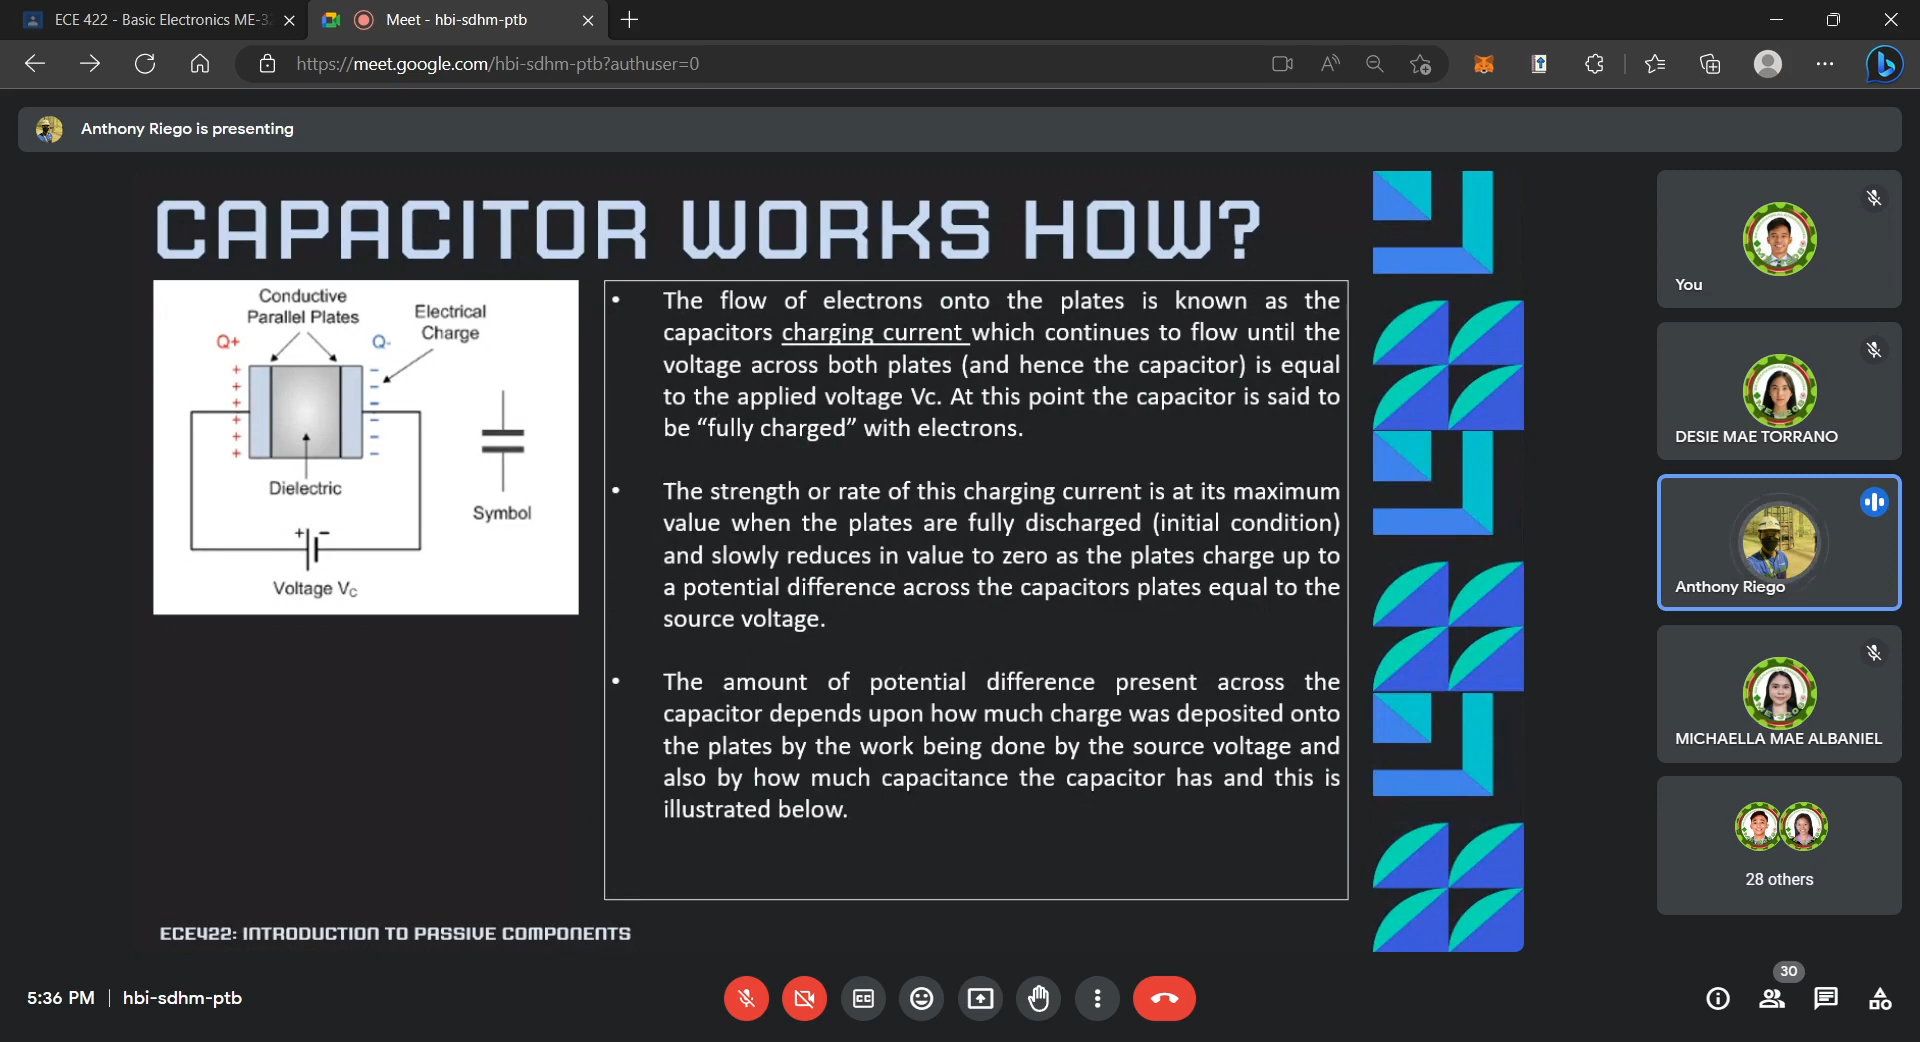 ECE 422 - Basic Electronics ME-3
Meet - hbi-sdhm-ptb
https://meet.google.com/hbi-sdhm-ptb?authuser=0
Anthony Riego is presenting
CAPACITOR WORKS HOW?
Conductive
Parallel Plates
Electrical
Charge
Q+
Q-
Dielectric
Symbol
+ -
Voltage Vc
• The flow of electrons onto the plates is known as the
capacitors charging current which continues to flow until the
voltage across both plates (and hence the capacitor) is equal
to the applied voltage Vc. At this point the capacitor is said to
be “fully charged” with electrons.
• The strength or rate of this charging current is at its maximum
value when the plates are fully discharged (initial condition)
and slowly reduces in value to zero as the plates charge up to
a potential difference across the capacitors plates equal to the
source voltage.
• The amount of potential difference present across the
capacitor depends upon how much charge was deposited onto
the plates by the work being done by the source voltage and
also by how much capacitance the capacitor has and this is
illustrated below.
ECE422: INTRODUCTION TO PASSIVE COMPONENTS
You
DESIE MAE TORRANO
Anthony Riego
MICHAELLA MAE ALBANIEL
28 others
5:36 PM | hbi-sdhm-ptb
30